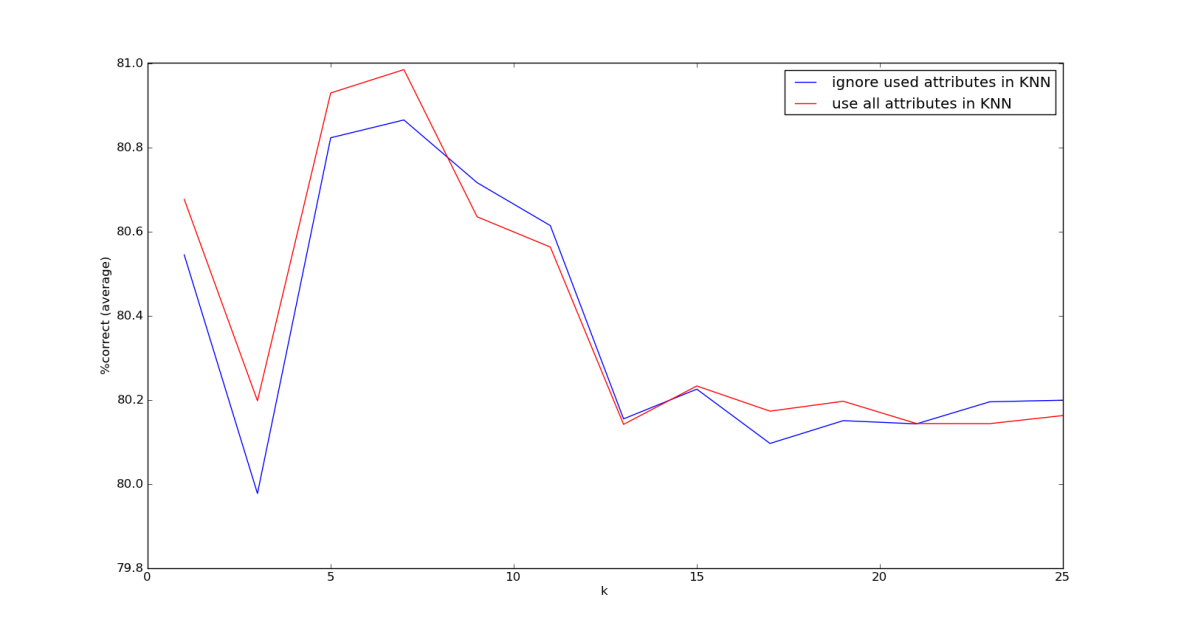 81.0
80.8
80.6
80.4
80.2
80.0
79.8
%correct (average)
ignore used attributes in KNN
use all attributes in KNN
0 5 10 15 20 25
k